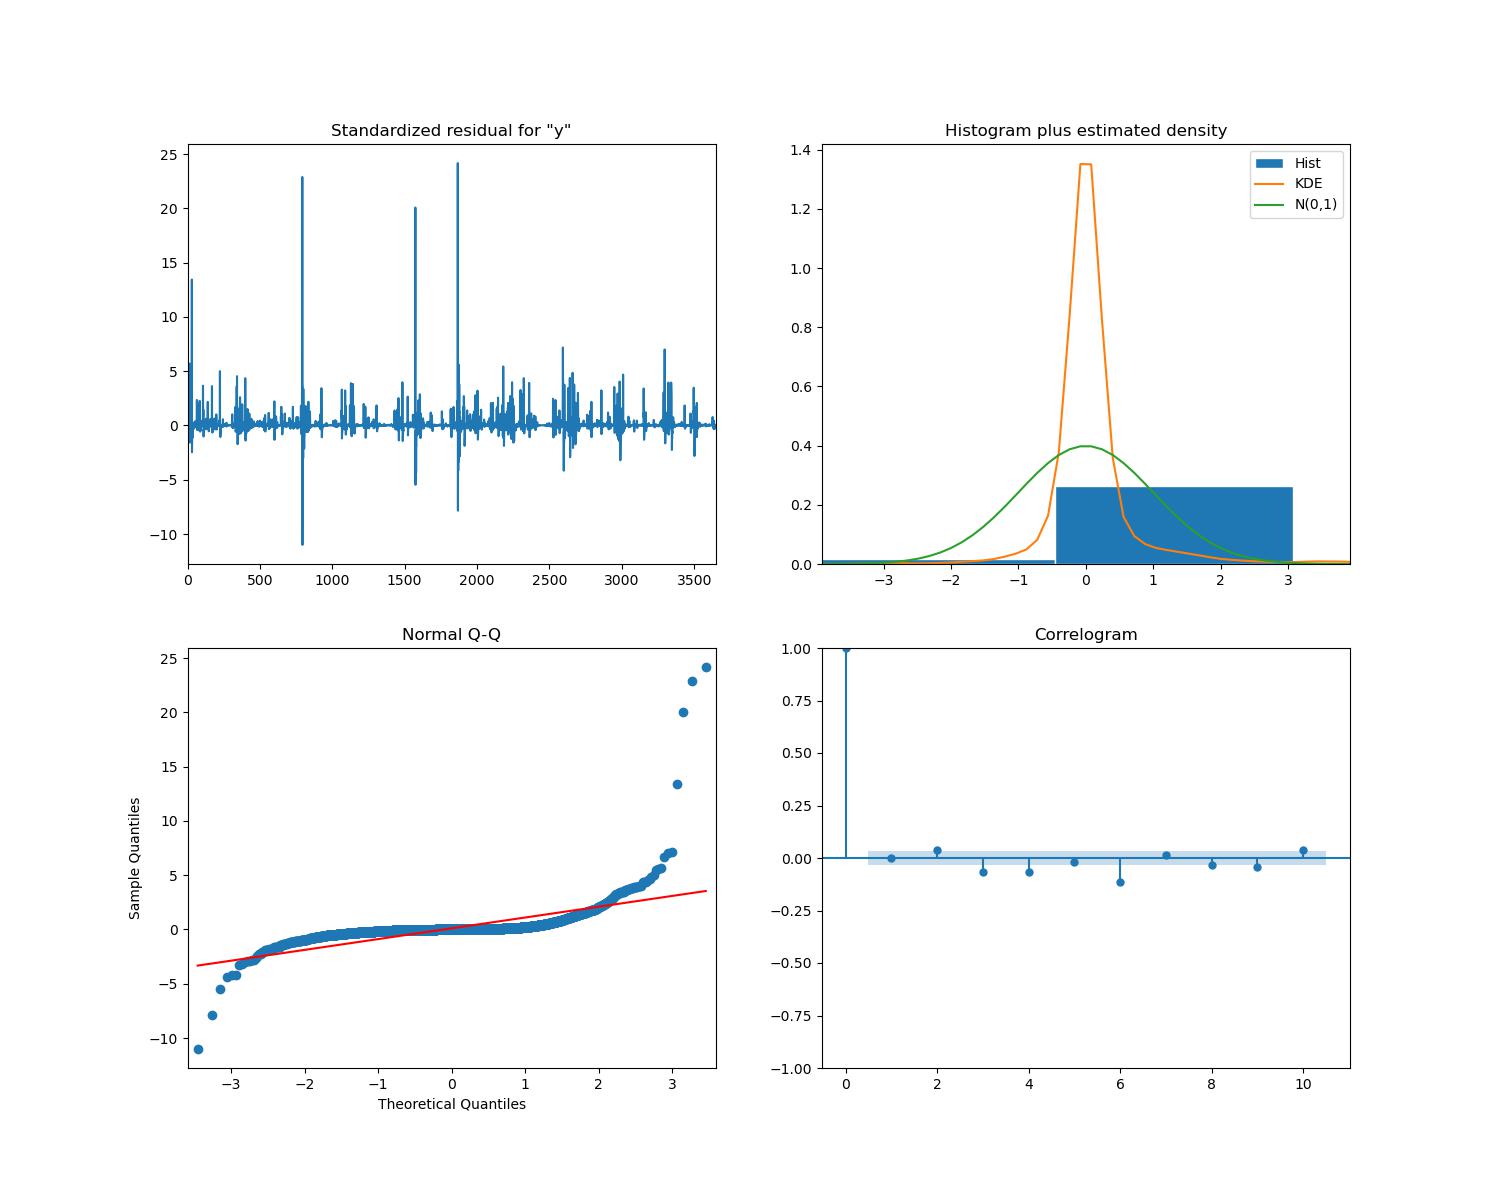 Standardized residual for "y"
25
20
15
10
5
0
−5
−10
0 500 1000 1500 2000 2500 3000 3500
Histogram plus estimated density
1.4
1.2
1.0
0.8
0.6
0.4
0.2
0.0
−3 −2 −1 0 1 2 3
Hist
KDE
N(0,1)
Normal Q-Q
25
20
15
10
5
0
−5
−10
−3 −2 −1 0 1 2 3
Sample Quantiles
Theoretical Quantiles
Correlogram
1.00
0.75
0.50
0.25
0.00
−0.25
−0.50
−0.75
−1.00
0 2 4 6 8 10